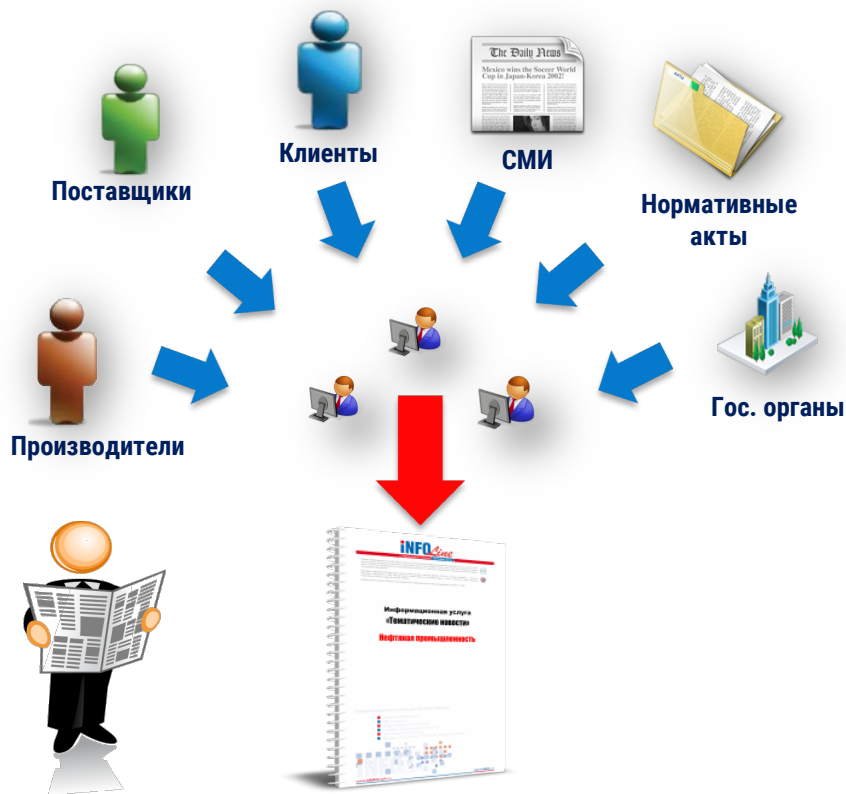 The Daily News
Mexico wins the Soccer World
Cup in Japan-Korea 2002!
Клиенты
СМИ
Поставщики
Нормативные
акты
Гос. органы
Производители
iNFOLine
Информационная услуга
«Тематические новости»
Нефтяная промышленность